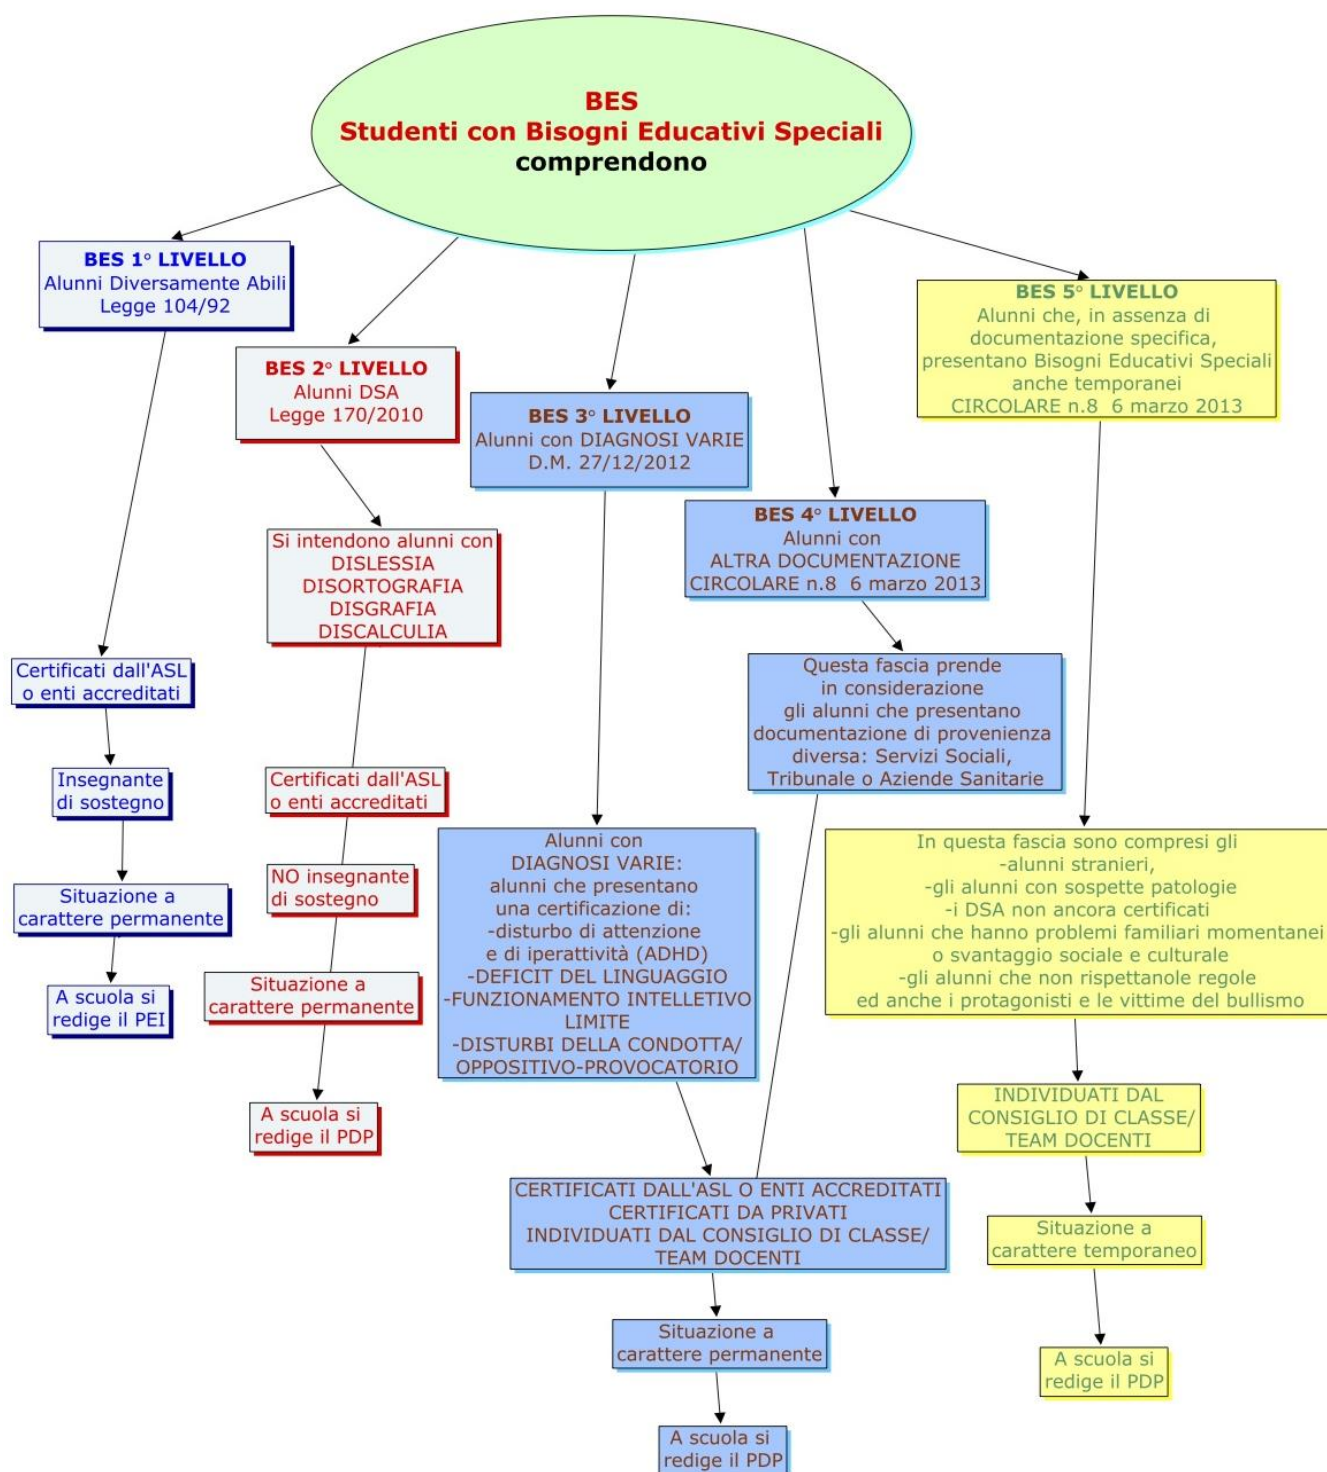 BES
Studenti con Bisogni Educativi Speciali
comprendono
BES 1° LIVELLO
Alunni Diversamente Abili
Legge 104/92
Certificati dall'ASL
o enti accreditati
Insegnante
di sostegno
Situazione a
carattere permanente
A scuola si
redige il PEI
BES 2° LIVELLO
Alunni DSA
Legge 170/2010
Si intendono alunni con
DISLESSIA
DISORTOGRAFIA
DISGRAFIA
DISCALCULIA
Certificati dall'ASL
o enti accreditati
NO insegnante
di sostegno
Situazione a
carattere permanente
A scuola si
redige il PDP
BES 3° LIVELLO
Alunni con DIAGNOSI VARIE
D.M. 27/12/2012
Alunni con
DIAGNOSI VARIE:
alunni che presentano
una certificazione di:
-disturbo di attenzione
e di iperattività (ADHD)
-DEFICIT DEL LINGUAGGIO
-FUNZIONAMENTO INTELLETIVO
LIMITE
-DISTURBI DELLA CONDOTTA/
OPPOSITIVO-PROVOCATORIO
BES 4° LIVELLO
Alunni con
ALTRA DOCUMENTAZIONE
CIRCOLARE n.8  6 marzo 2013
Questa fascia prende
in considerazione
gli alunni che presentano
documentazione di provenienza
diversa: Servizi Sociali,
Tribunale o Aziende Sanitarie
CERTIFICATI DALL'ASL O ENTI ACCREDITATI
CERTIFICATI DA PRIVATI
INDIVIDUATI DAL CONSIGLIO DI CLASSE/
TEAM DOCENTI
Situazione a
carattere permanente
A scuola si
redige il PDP
BES 5° LIVELLO
Alunni che, in assenza di
documentazione specifica,
presentano Bisogni Educativi Speciali
anche temporanei
CIRCOLARE n.8  6 marzo 2013
In questa fascia sono compresi gli
-alunni stranieri,
-gli alunni con sospette patologie
-i DSA non ancora certificati
-gli alunni che hanno problemi familiari momentanei
o svantaggio sociale e culturale
-gli alunni che non rispettanole regole
ed anche i protagonisti e le vittime del bullismo
INDIVIDUATI DAL
CONSIGLIO DI CLASSE/
TEAM DOCENTI
Situazione a
carattere temporaneo
A scuola si
redige il PDP